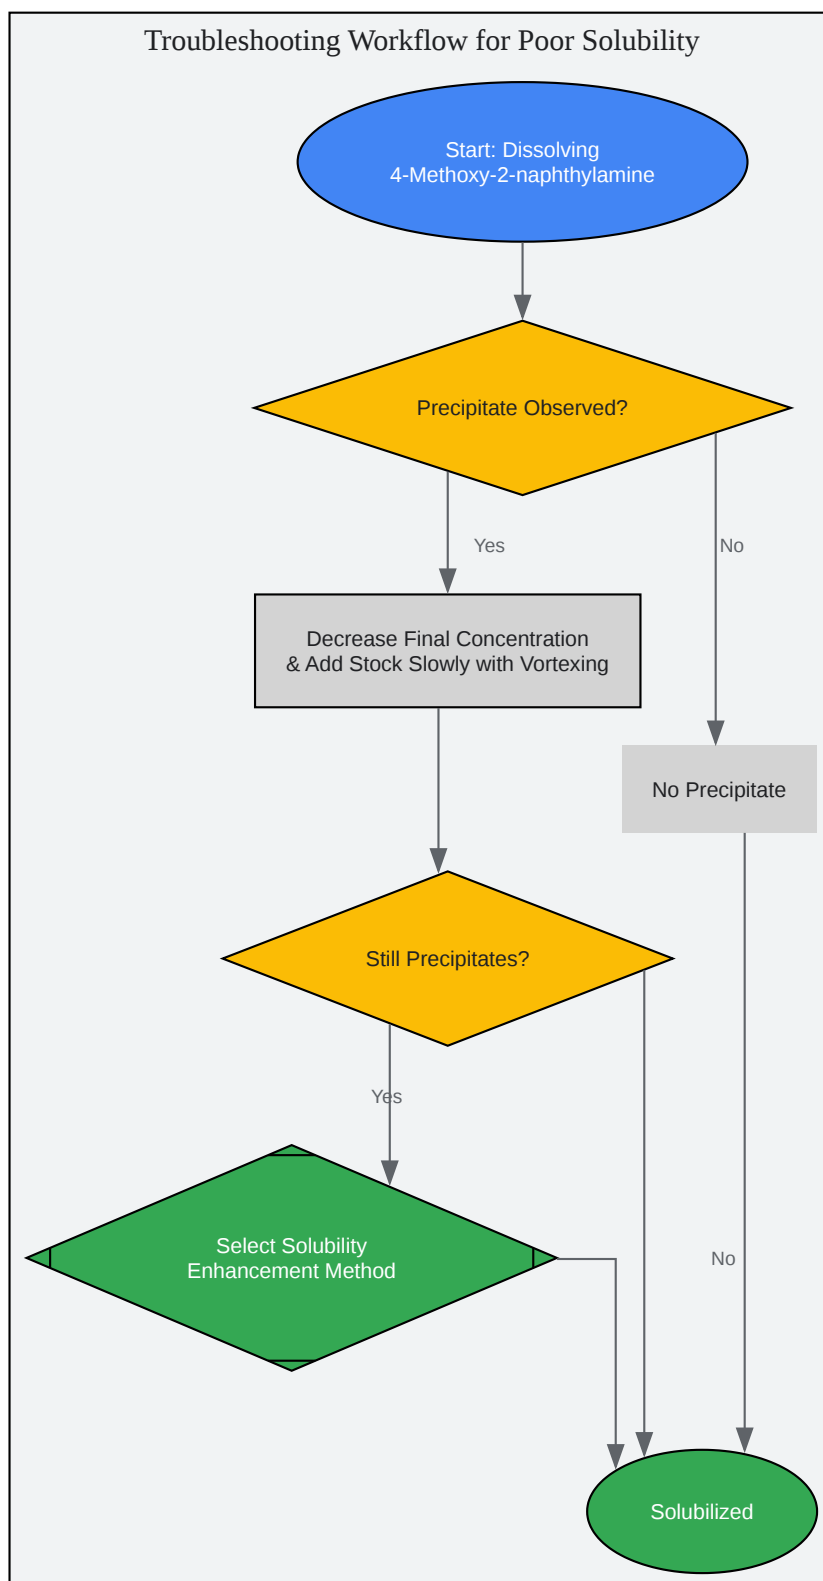 Troubleshooting Workflow for Poor Solubility
Start: Dissolving
4-Methoxy-2-naphthylamine
Precipitate Observed?
Yes
No
Decrease Final Concentration
& Add Stock Slowly with Vortexing
No Precipitate
Still Precipitates?
Yes
Select Solubility
Enhancement Method
No
Solubilized